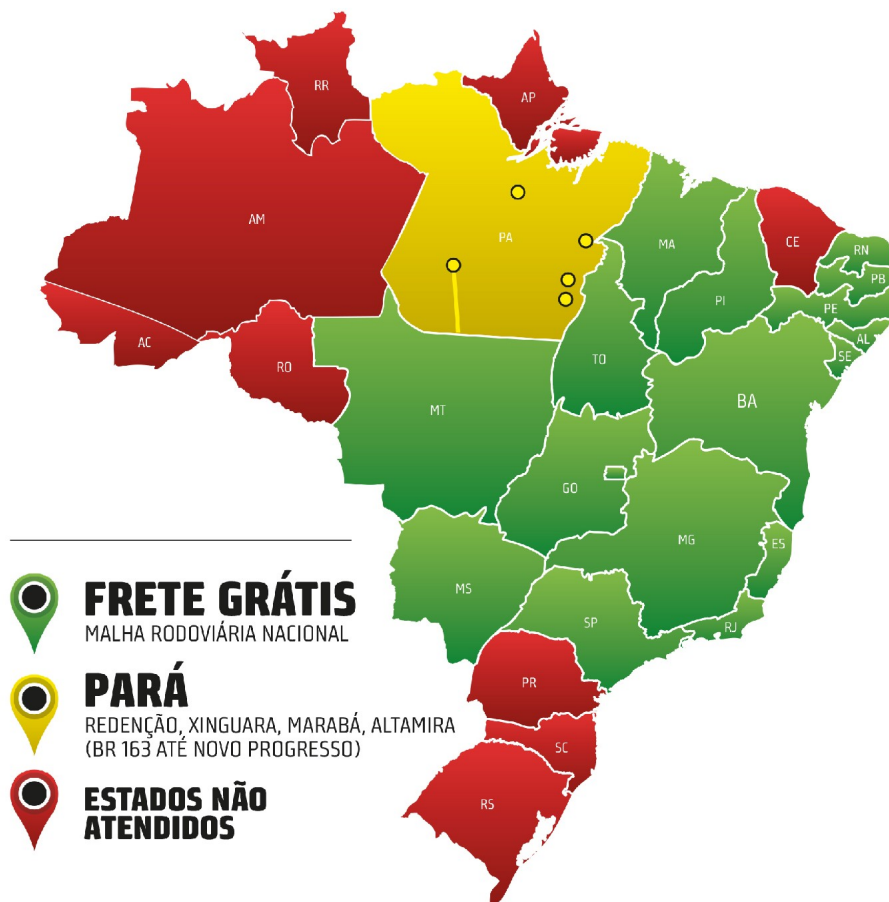 RR
AP
AM
PA
MA
CE
RN
PB
PI
PE
AL
SE
AC
RO
TO
BA
MT
GO
MG
ES
MS
SP
RJ
PR
SC
RS
FRETE GRÁTIS
MALHA RODOVIÁRIA NACIONAL
PARÁ
REDENÇÃO, XINGUARA, MARABÁ, ALTAMIRA
(BR 163 ATÉ NOVO PROGRESSO)
ESTADOS NÃO
ATENDIDOS